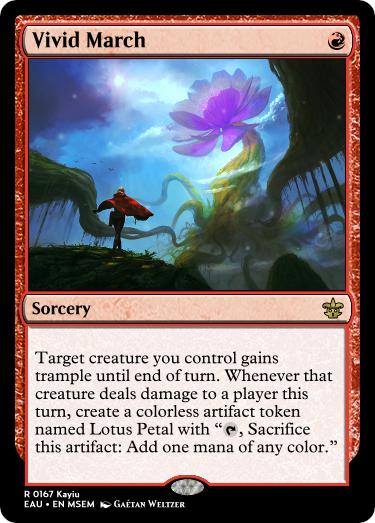 Vivid March
Sorcery
Target creature you control gains
trample until end of turn. Whenever that
creature deals damage to a player this
turn, create a colorless artifact token
named Lotus Petal with “, Sacrifice
this artifact: Add one mana of any color.”
R 0167 Kayiu
EAU • EN MSEM Gaëtan Weltzer